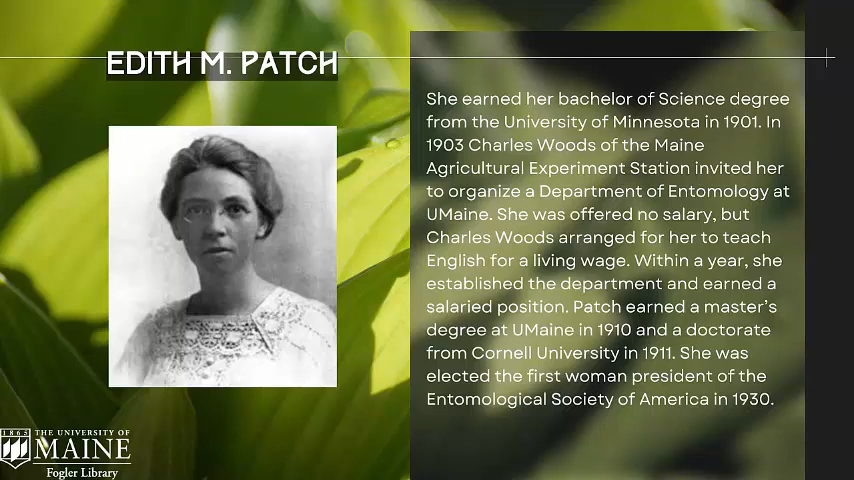 EDITH M. PATCH
She earned her bachelor of Science degree
from the University of Minnesota in 1901. In
1903 Charles Woods of the Maine
Agricultural Experiment Station invited her
to organize a Department of Entomology at
UMaine. She was offered no salary, but
Charles Woods arranged for her to teach
English for a living wage. Within a year, she
established the department and earned a
salaried position. Patch earned a master's
degree at UMaine in 1910 and a doctorate
from Cornell University in 1911. She was
elected the first woman president of the
Entomological Society of America in 1930.
1865
THE UNIVERSITY OF
MAINE
Fogler Library